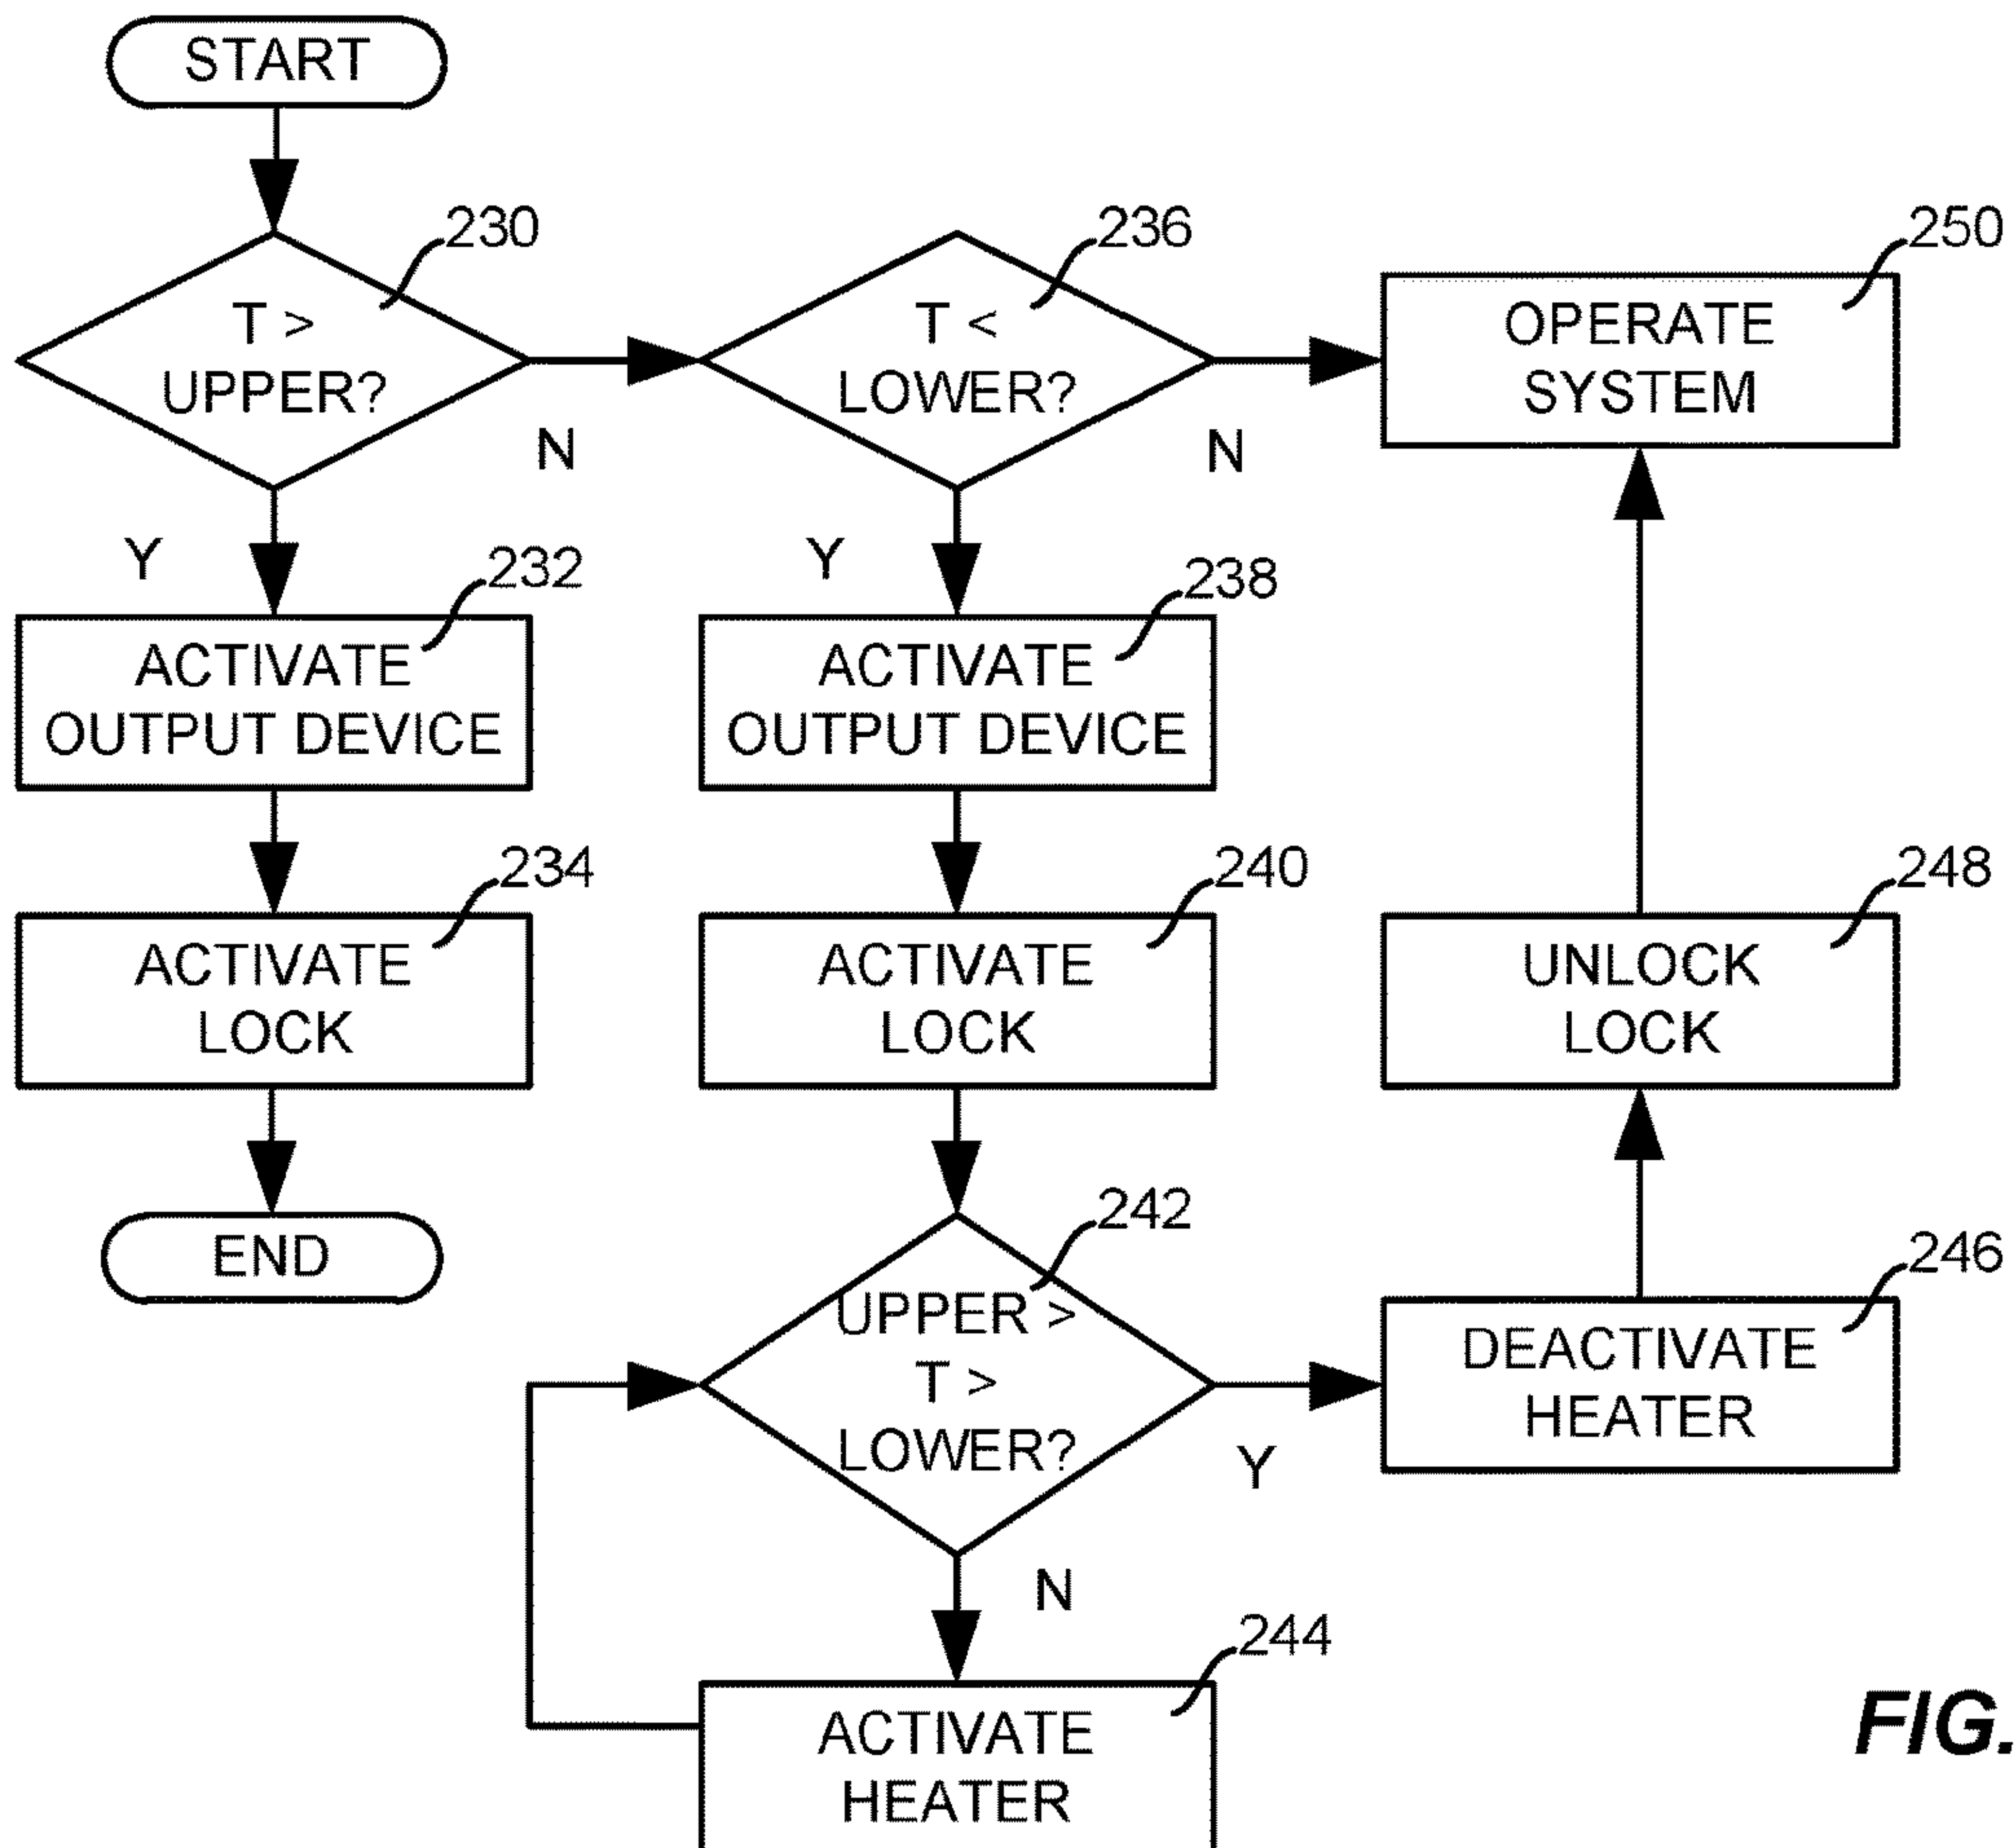 START
230
T >
UPPER?
N
Y
232
ACTIVATE
OUTPUT DEVICE
234
ACTIVATE
LOCK
END
236
T <
LOWER?
N
Y
238
ACTIVATE
OUTPUT DEVICE
240
ACTIVATE
LOCK
242
UPPER >
T >
LOWER?
Y
N
244
ACTIVATE
HEATER
246
DEACTIVATE
HEATER
248
UNLOCK
LOCK
250
OPERATE
SYSTEM
FIG.